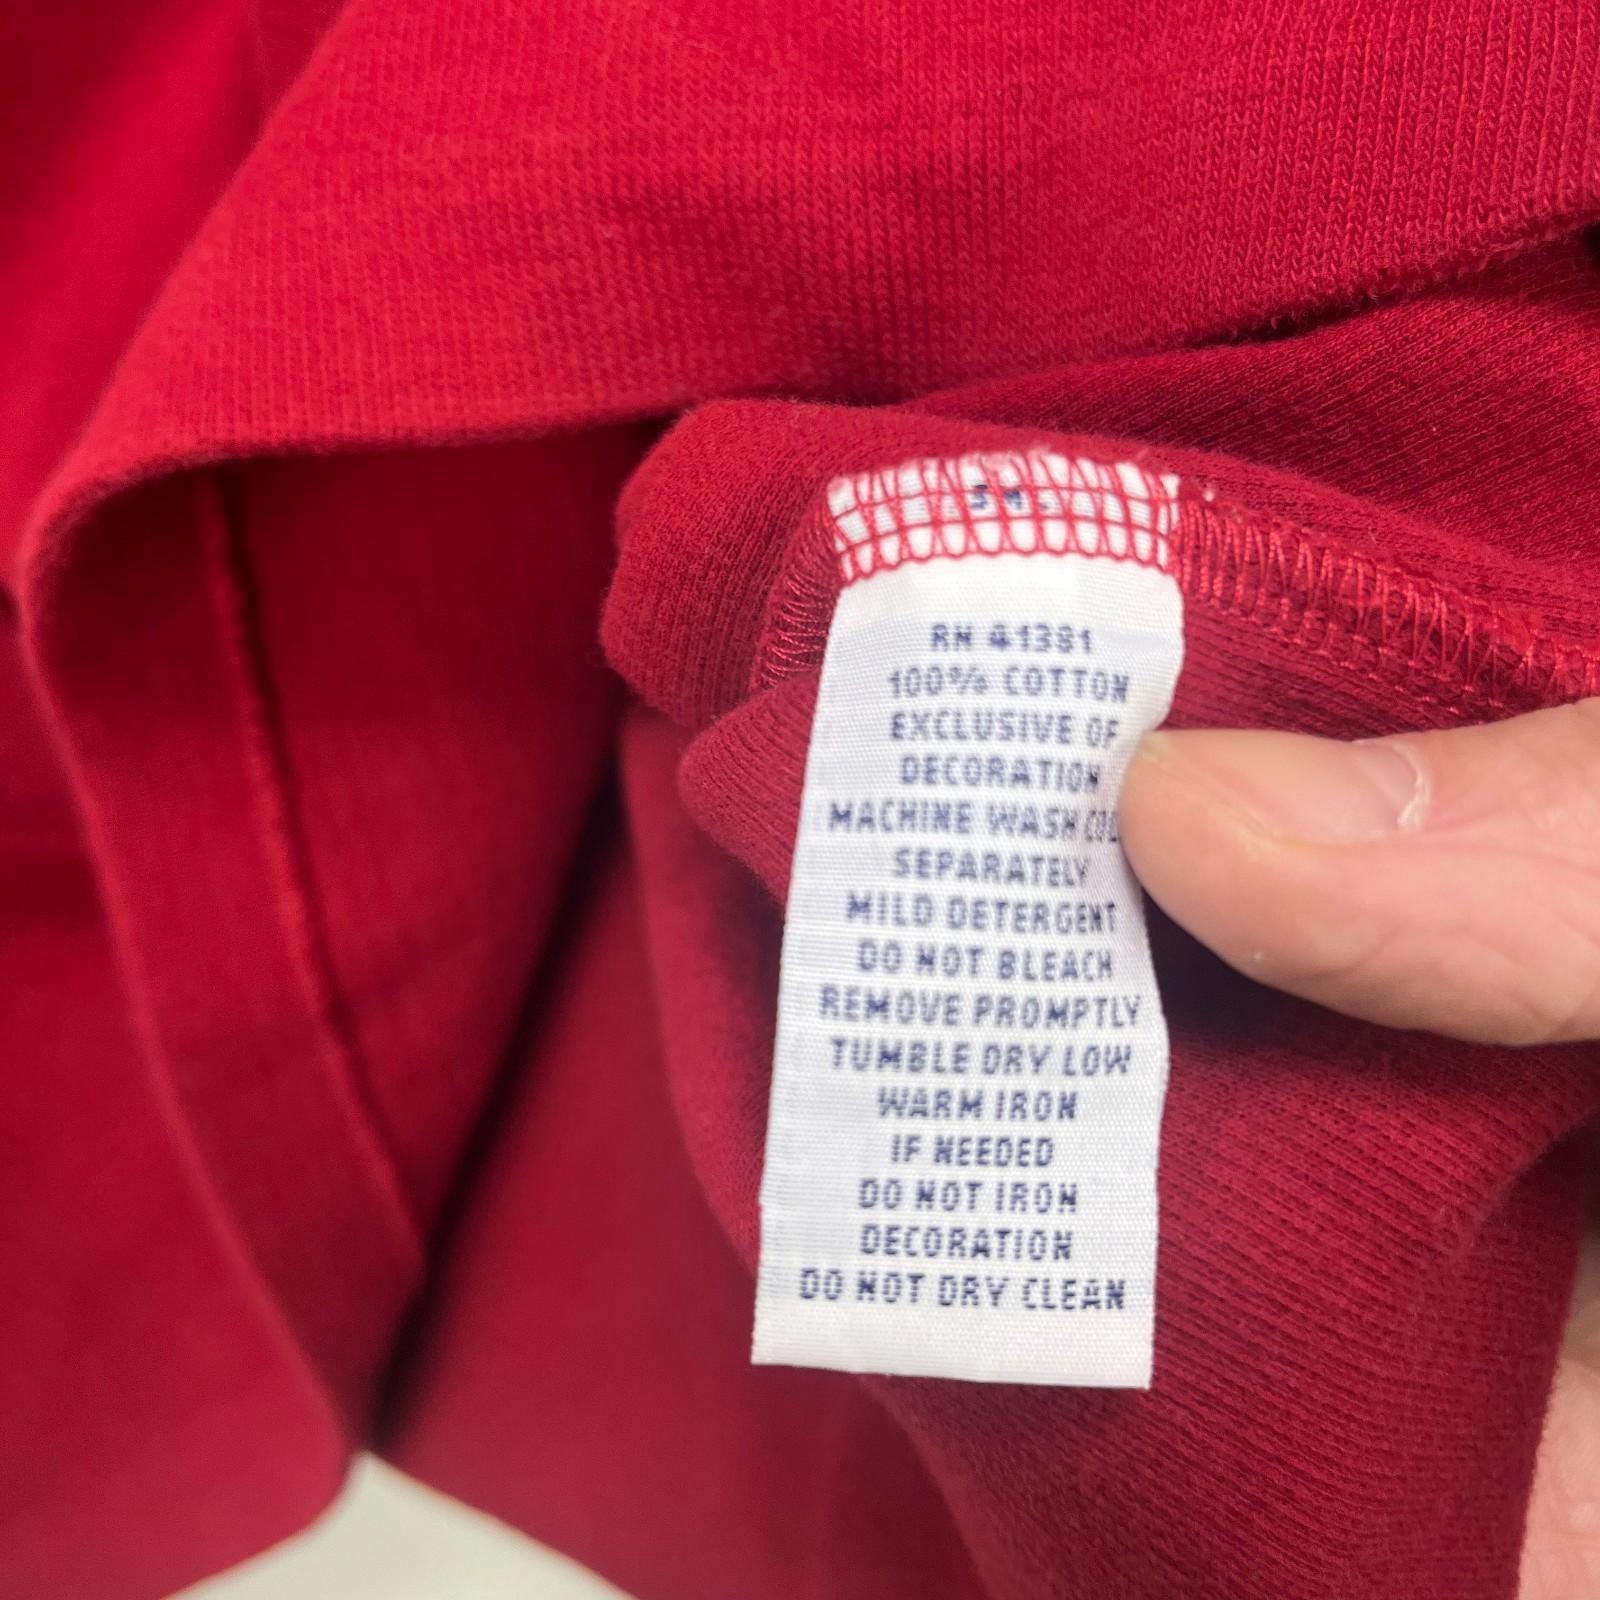 RN 41381
100% COTTON
EXCLUSIVE OF
DECORATION
MACHINE WASH
SEPARATELY
MILD DETERGENT
DO NOT BLEACH
REMOVE PROMPTLY
TUMBLE DRY LOW
WARM IRON
IF NEEDED
DO NOT IRON
DECORATION
DO NOT DRY CLEAN